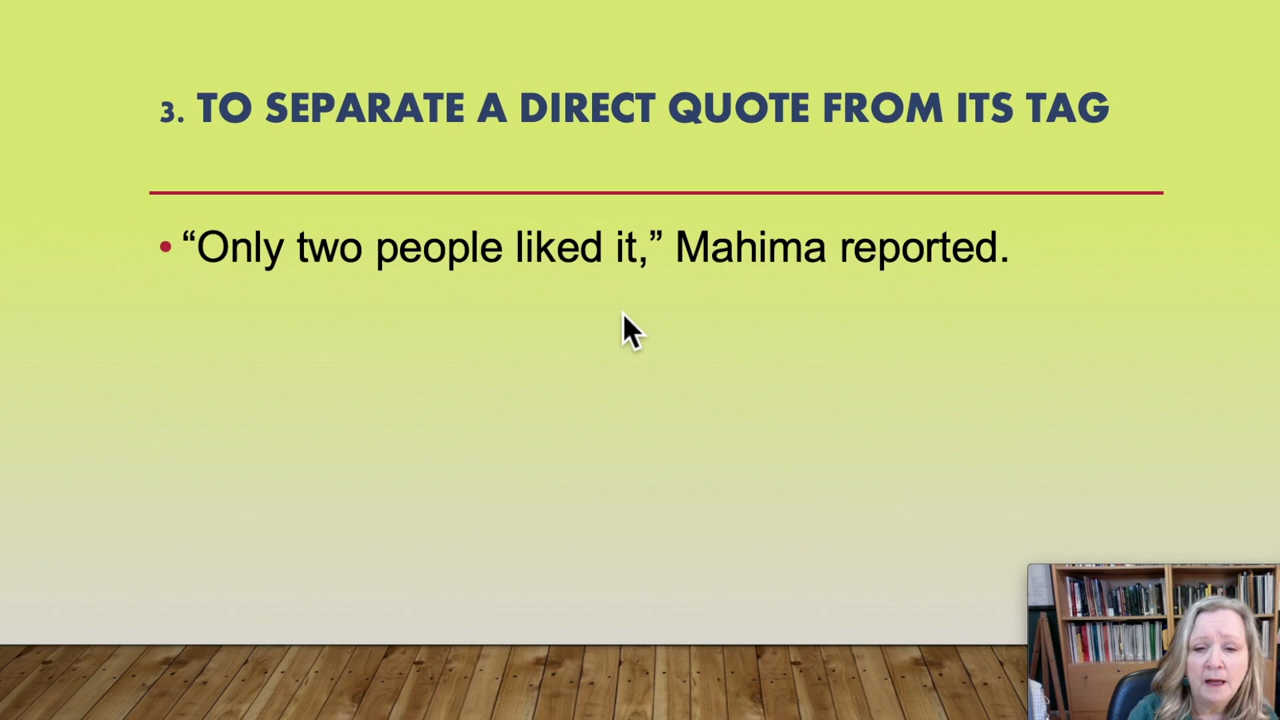 3. TO SEPARATE A DIRECT QUOTE FROM ITS TAG
• “Only two people liked it,” Mahima reported.